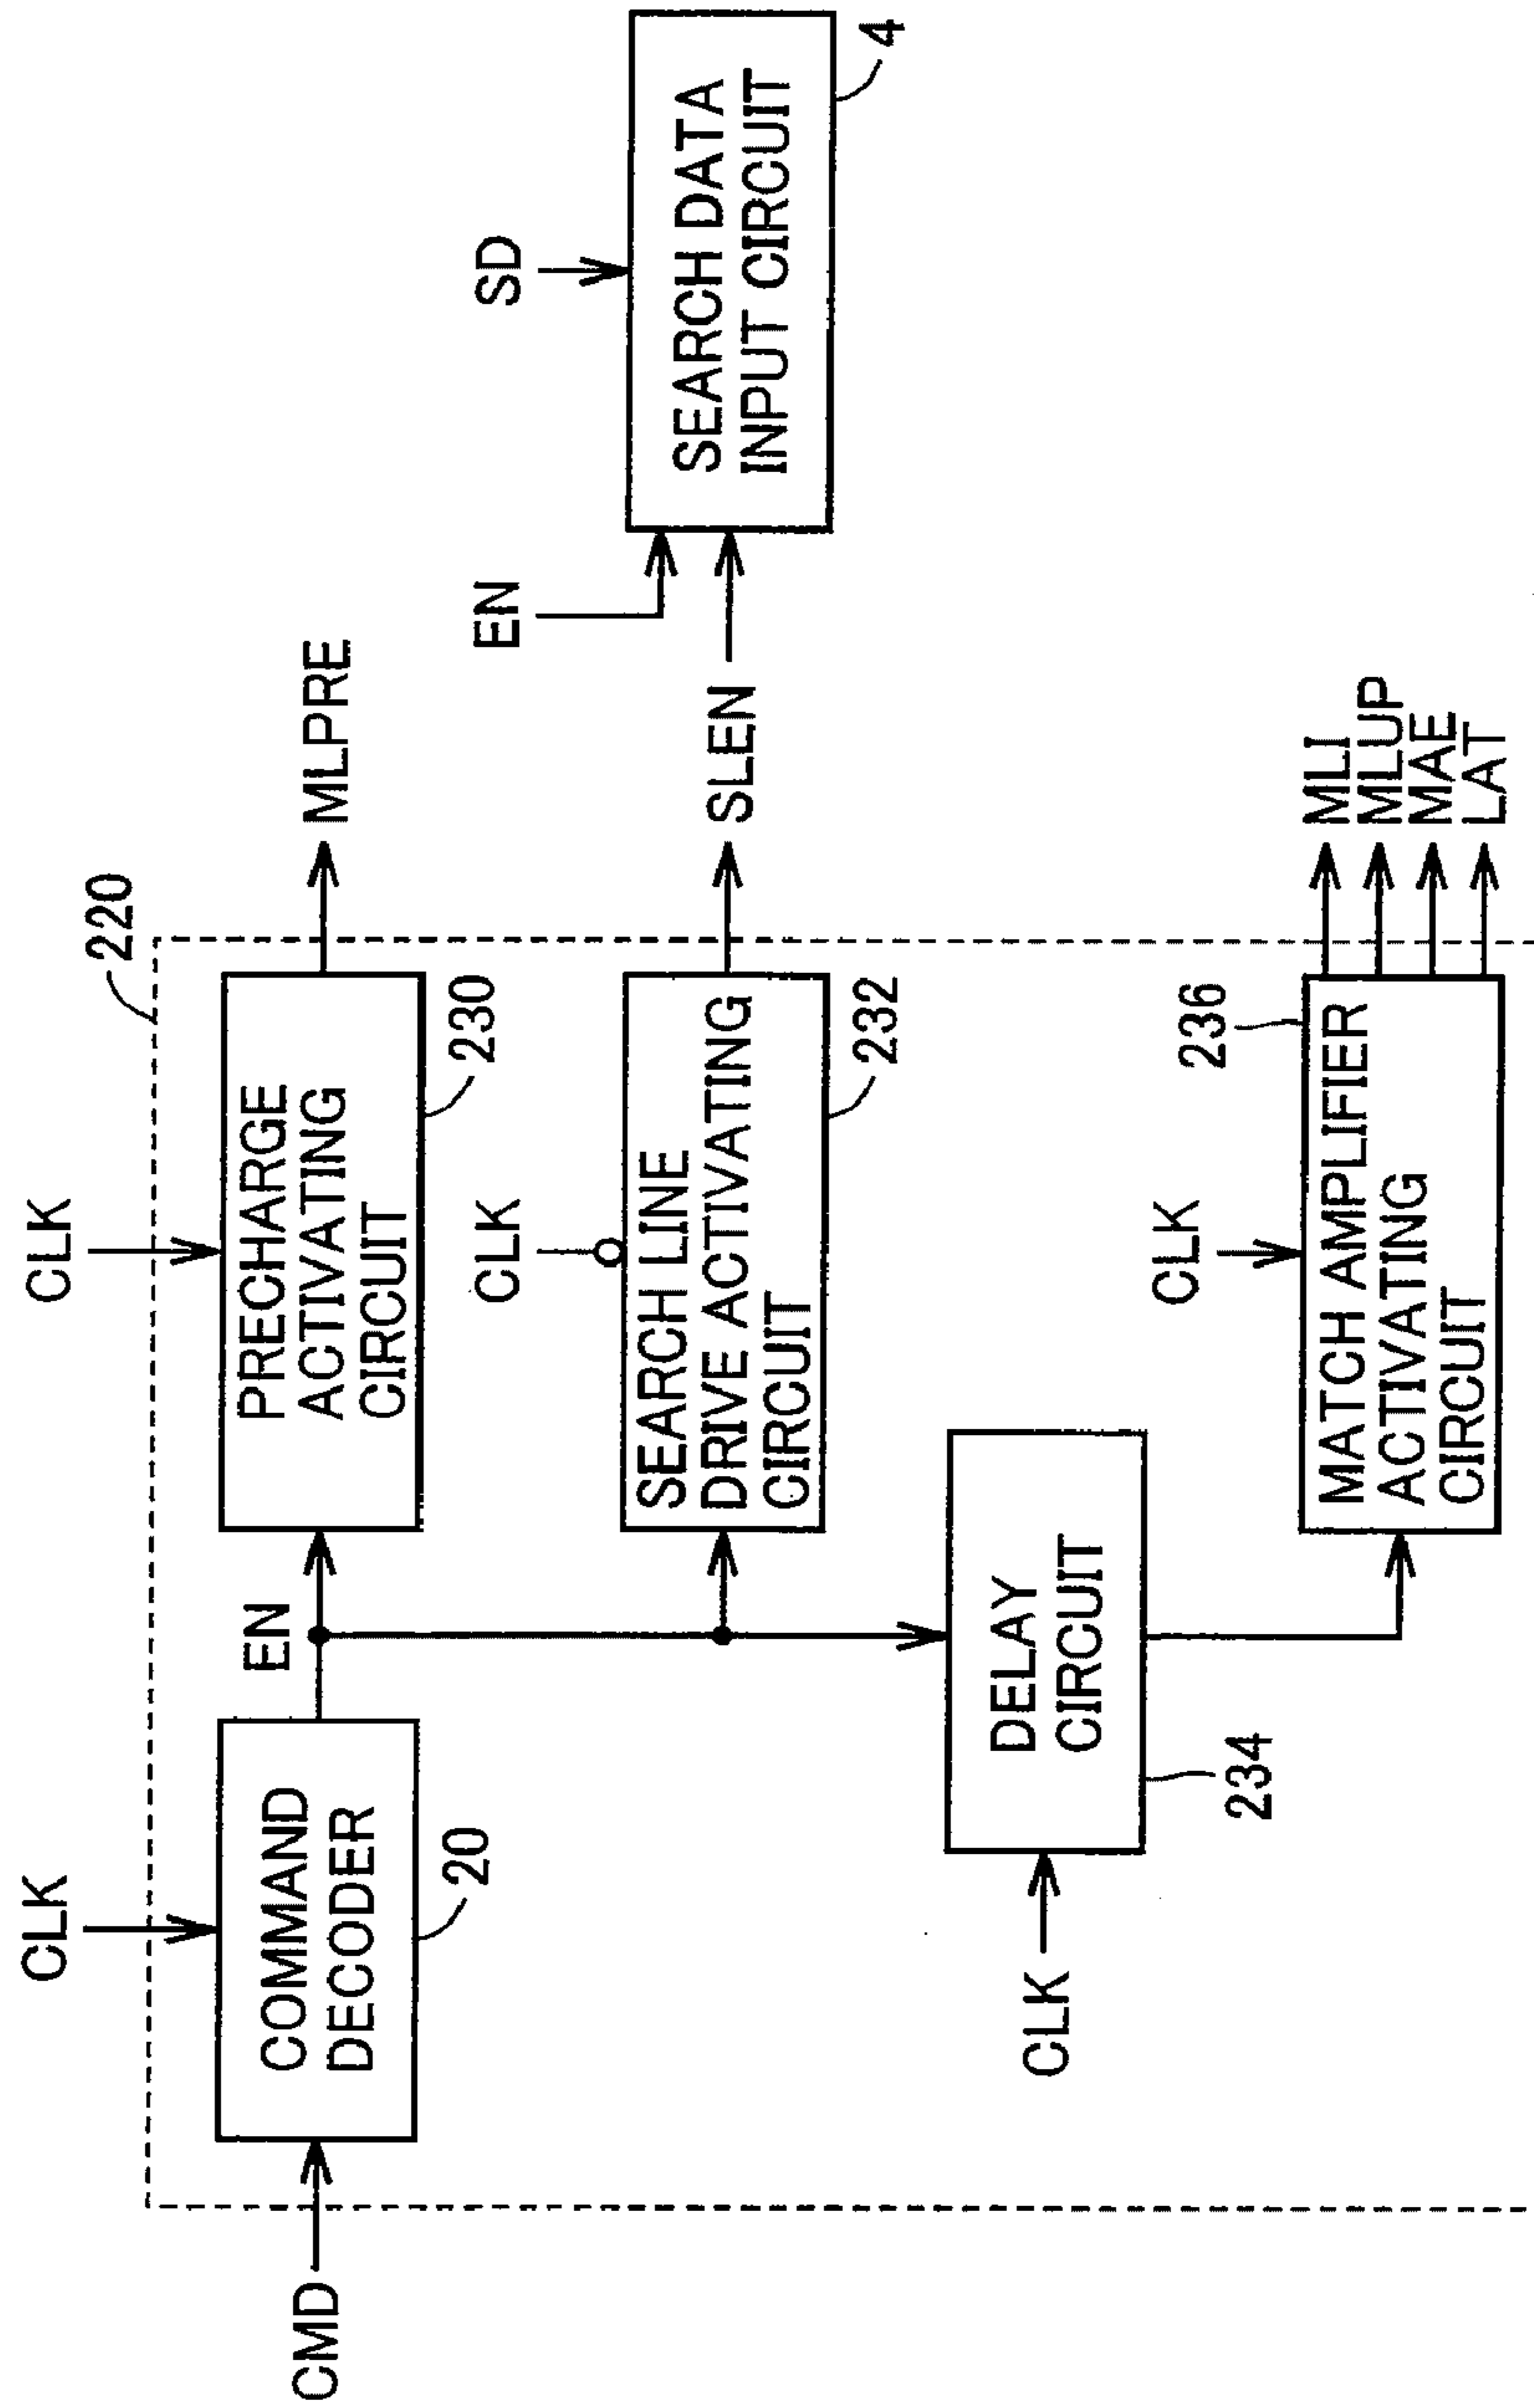 CLK
CLK
220
CMD
COMMAND
DECODER
20
EN
PRECHARGE
ACTIVATING
CIRCUIT
230
MLPRE
CLK
SEARCH LINE
DRIVE ACTIVATING
CIRCUIT
232
SLEN
EN
SD
SEARCH DATA
INPUT CIRCUIT
4
CLK
DELAY
CIRCUIT
234
CLK
236
MATCH AMPLIFIER
ACTIVATING
CIRCUIT
MLI
MLUP
MAE
LAT